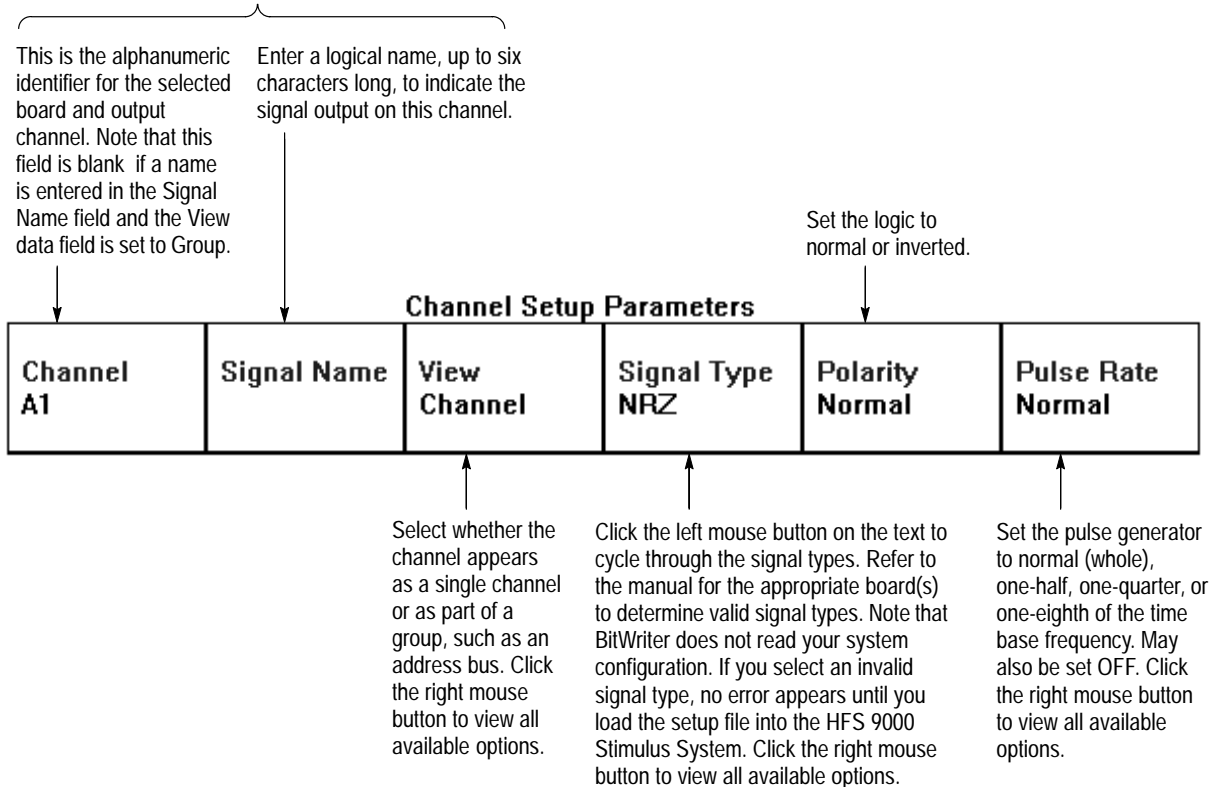 This is the alphanumeric
identifier for the selected
board and output
channel. Note that this
field is blank if a name
is entered in the Signal
Name field and the View
data field is set to Group.
Enter a logical name, up to six
characters long, to indicate the
signal output on this channel.
Set the logic to
normal or inverted.
Channel Setup Parameters
Channel
A1
Signal Name
View
Channel
Signal Type
NRZ
Polarity
Normal
Pulse Rate
Normal
Select whether the
channel appears
as a single channel
or as part of a
group, such as an
address bus. Click
the right mouse
button to view all
available options.
Click the left mouse button on the text to
cycle through the signal types. Refer to
the manual for the appropriate board(s)
to determine valid signal types. Note that
BitWriter does not read your system
configuration. If you select an invalid
signal type, no error appears until you
load the setup file into the HFS 9000
Stimulus System. Click the right mouse
button to view all available options.
Set the pulse generator
to normal (whole),
one-half, one-quarter, or
one-eighth of the time
base frequency. May
also be set OFF. Click
the right mouse button
to view all available
options.